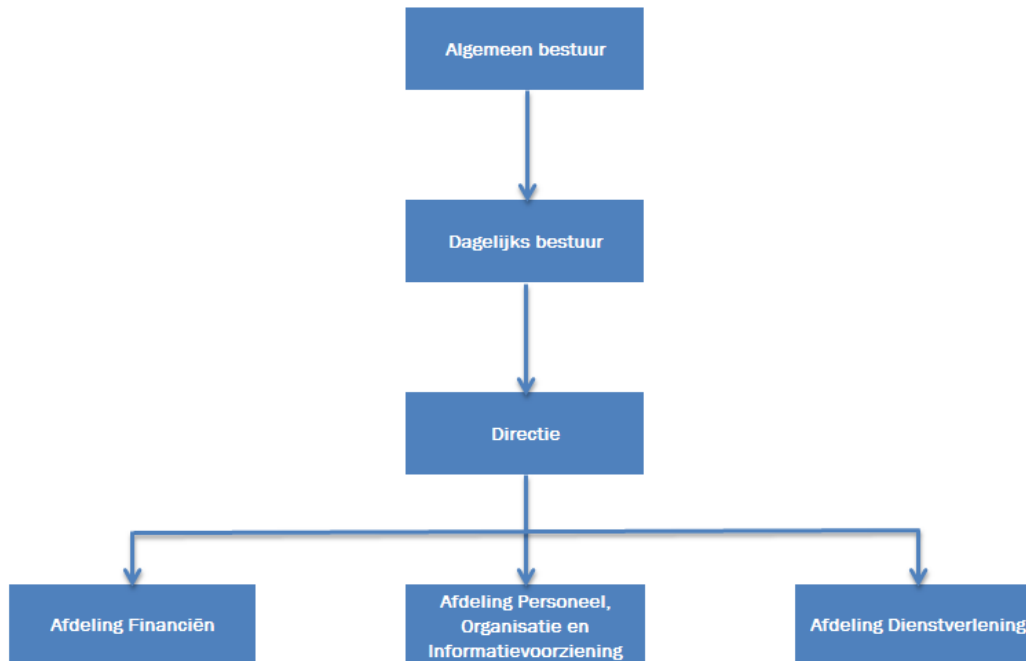 Algemeen bestuur
Dagelijks bestuur
Directie
Afdeling Financiën
Afdeling Personeel,
Organisatie en
Informatievoorziening
Afdeling Dienstverlening